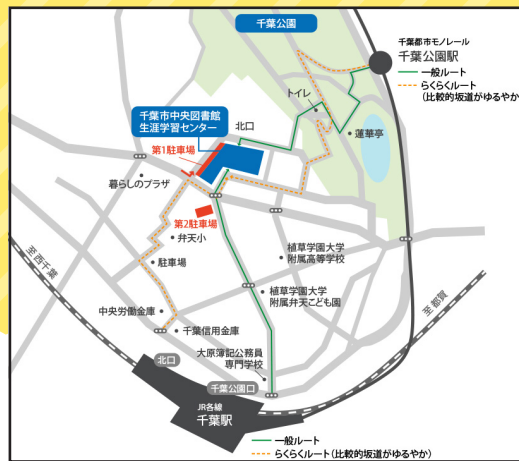 千葉公園
千葉都市モノレール
千葉公園駅
一般ルート
らくらくルート
(比較的坂道がゆるやか)
トイレ
蓮華亭
千葉市中央図書館
生涯学習センター
北口
第1駐車場
暮らしのプラザ
第2駐車場
弁天小
植草学園大学
附属高等学校
駐車場
至西千葉
植草学園大学
附属弁天こども園
至都賀
中央労働金庫
千葉信用金庫
大原簿記公務員
専門学校
北口
千葉公園口
JR各線
千葉駅
一般ルート
らくらくルート(比較的坂道がゆるやか)